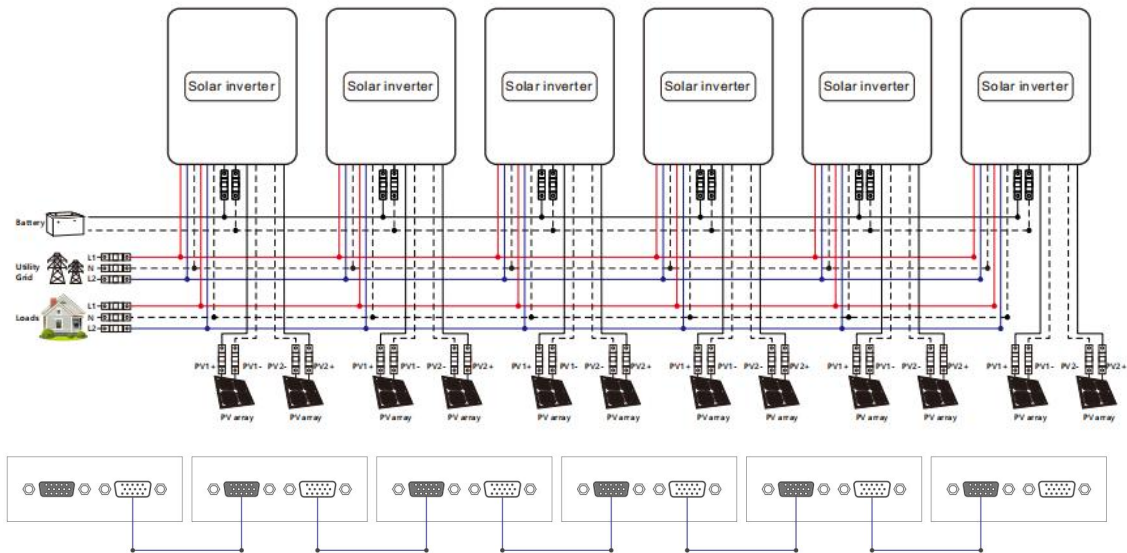 Solar inverter Solar inverter Solar inverter Solar inverter Solar inverter Solar inverter
Battery
L1
Utility Grid
N
L2
L1
Loads
N
L2
PV1+ PV1- PV2- PV2+ PV1+ PV1- PV2- PV2+ PV1+ PV1- PV2- PV2+ PV1+ PV1- PV2- PV2+ PV1+ PV1- PV2- PV2+ PV1+ PV1- PV2- PV2+
PV array PV array PV array PV array PV array PV array PV array PV array PV array PV array PV array PV array